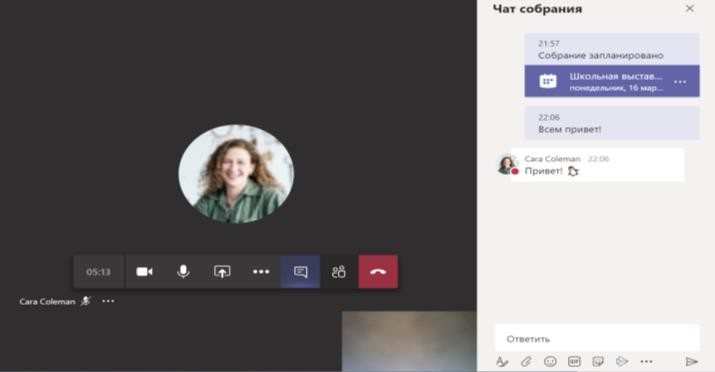 Чат собрания
21:57
Собрание запланировано
Школьная выстав...
понедельник, 16 мар...
22:06
Всем привет!
Cara Coleman 22:06
Привет!
05:13
Cara Coleman
Ответить
GIF